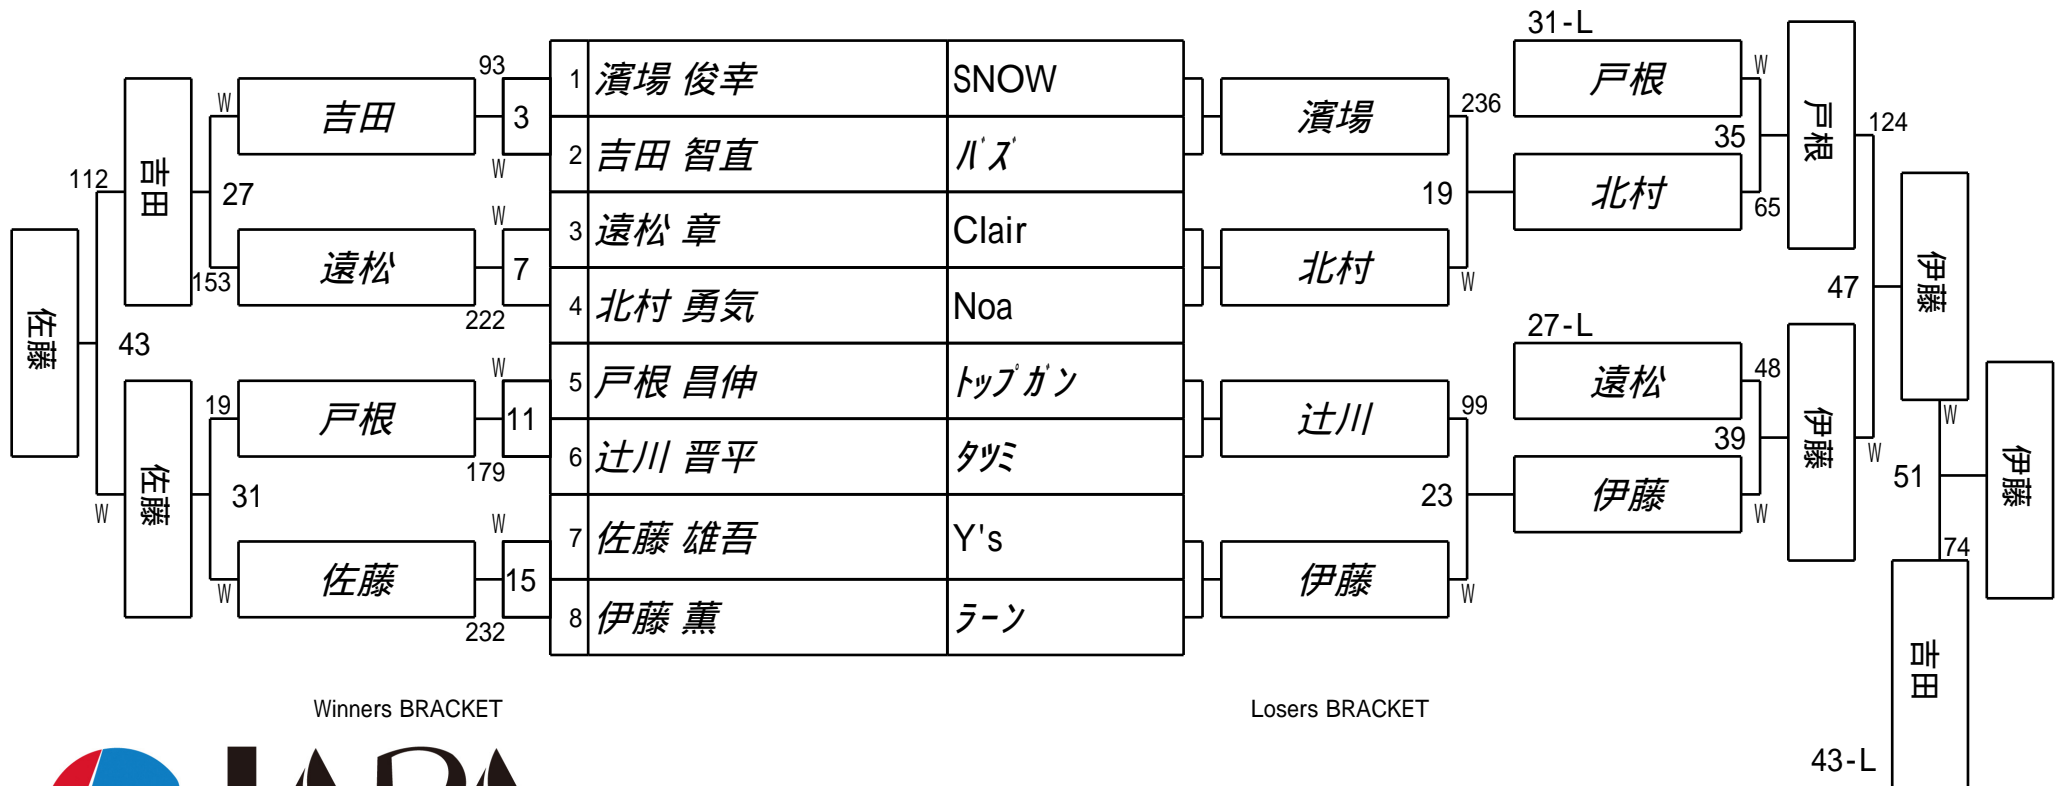 31-L
93
1 濱場 俊幸 SNOW
W 吉田 3 濱場 236 戸根 W
2 吉田 智直 バズ
W 35 戸根 124
112 吉田 27 W 19 北村 65
3 遠松 章 Clair
153 遠松 7 北村 W
222 4 北村 勇気 Noa
47 伊藤
佐藤 43 27-L
W 5 戸根 昌伸 トップガン 遠松 48
19 戸根 11 辻川 99
179 6 辻川 晋平 タツミ 39 伊藤 W
W 51 伊藤
W 佐藤 31 W 23 伊藤 W
7 佐藤 雄吾 Y's
74
W 佐藤 15 伊藤 W
232 8 伊藤 薫 ラーン
吉田
Winners BRACKET Losers BRACKET
43-L
JAPA